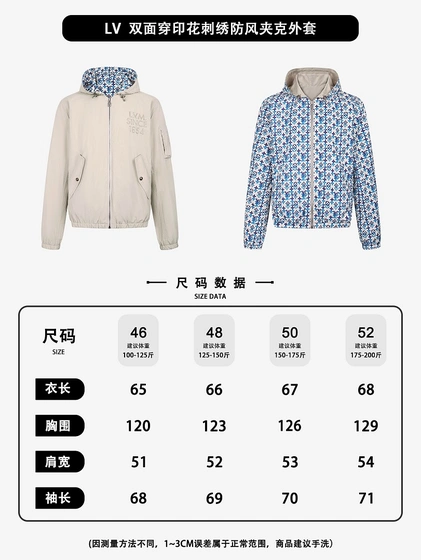 LV 双面穿印花刺绣防风夹克外套
尺码数据
SIZE DATA
尺码 46 48 50 52
SIZE 建议体重 建议体重 建议体重 建议体重
100-125斤 125-150斤 150-175斤 175-200斤
衣长 65 66 67 68
胸围 120 123 126 129
肩宽 51 52 53 54
袖长 68 69 70 71
(因测量方法不同，1~3CM误差属于正常范围，商品建议手洗)